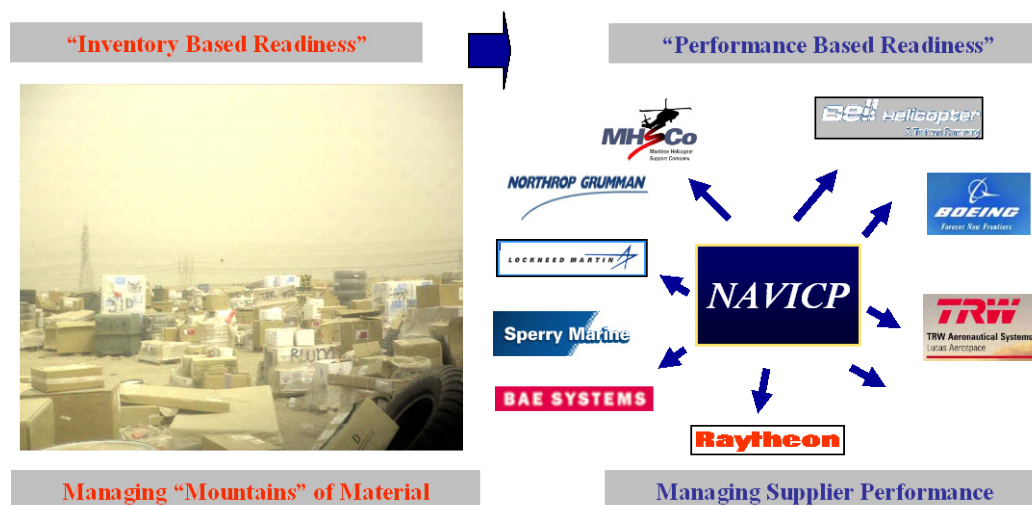 “Inventory Based Readiness”
“Performance Based Readiness”
MHSCo
Maritime Helicopter
Support Company
Bell Helicopter
NORTHROP GRUMMAN
BOEING
Forever New Frontiers
LOCKHEED MARTIN
NAVICP
TRW
TRW Aeronautical Systems
Lucas Aerospace
Sperry Marine
BAE SYSTEMS
Raytheon
Managing “Mountains” of Material
Managing Supplier Performance